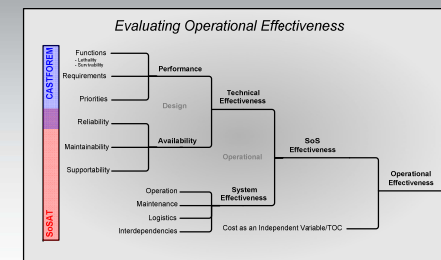 Evaluating Operational Effectiveness
CASTFOREM
SoSAT
Functions
- Lethality
- Survivability
Requirements
Priorities
Reliability
Maintainability
Supportability
Performance
Design
Availability
Technical
Effectiveness
Operational
Operation
Maintenance
Logistics
Interdependencies
System
Effectiveness
SoS
Effectiveness
Cost as an Independent Variable/TOC
Operational
Effectiveness